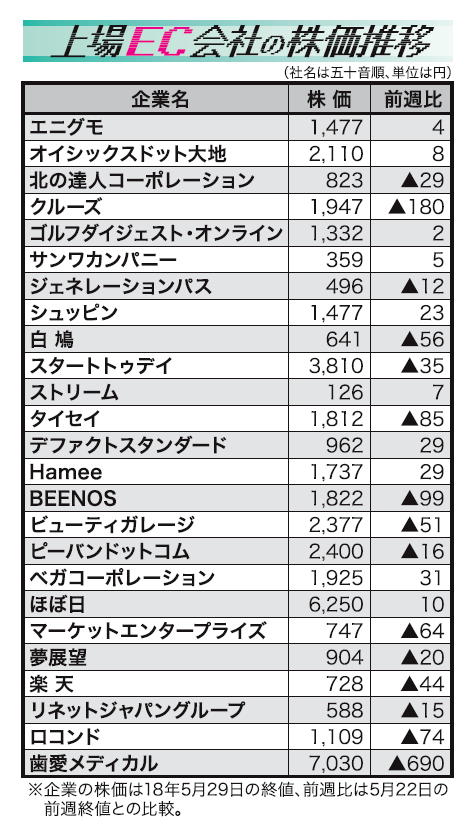 上場EC会社の株価推移
(社名は五十音順、単位は円)
企業名 株価 前週比
エニグモ 1,477 4
オイシックスドット大地 2,110 8
北の達人コーポレーション 823 ▲29
クルーズ 1,947 ▲180
ゴルフダイジェスト・オンライン 1,332 2
サンワカンパニー 359 5
ジェネレーションパス 496 ▲12
シュッピン 1,477 23
白鳩 641 ▲56
スタートトゥデイ 3,810 ▲35
ストリーム 126 7
タイセイ 1,812 ▲85
デファクトスタンダード 962 29
Hamee 1,737 29
BEENOS 1,822 ▲99
ビューティガレージ 2,377 ▲51
ピーバンドットコム 2,400 ▲16
ベガコーポレーション 1,925 31
ほぼ日 6,250 10
マーケットエンタープライズ 747 ▲64
夢展望 904 ▲20
楽天 728 ▲44
リネットジャパングループ 588 ▲15
ロコンド 1,109 ▲74
歯愛メディカル 7,030 ▲690
※企業の株価は18年5月29日の終値、前週比は5月22日の
前週終値との比較。